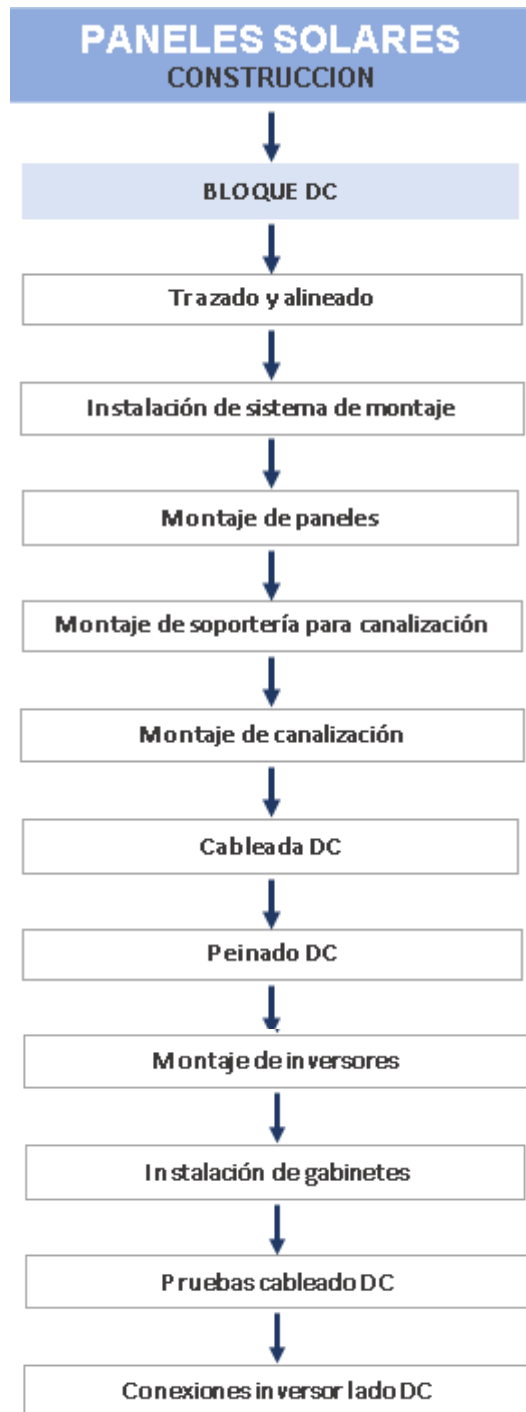 PANELES SOLARES
CONSTRUCCION
BLOQUE DC
Trazado y alineado
Instalación de sistema de montaje
Montaje de paneles
Montaje de soportería para canalización
Montaje de canalización
Cableada DC
Peinado DC
Montaje de inversores
Instalación de gabinetes
Pruebas cableado DC
Conexiones inversor lado DC